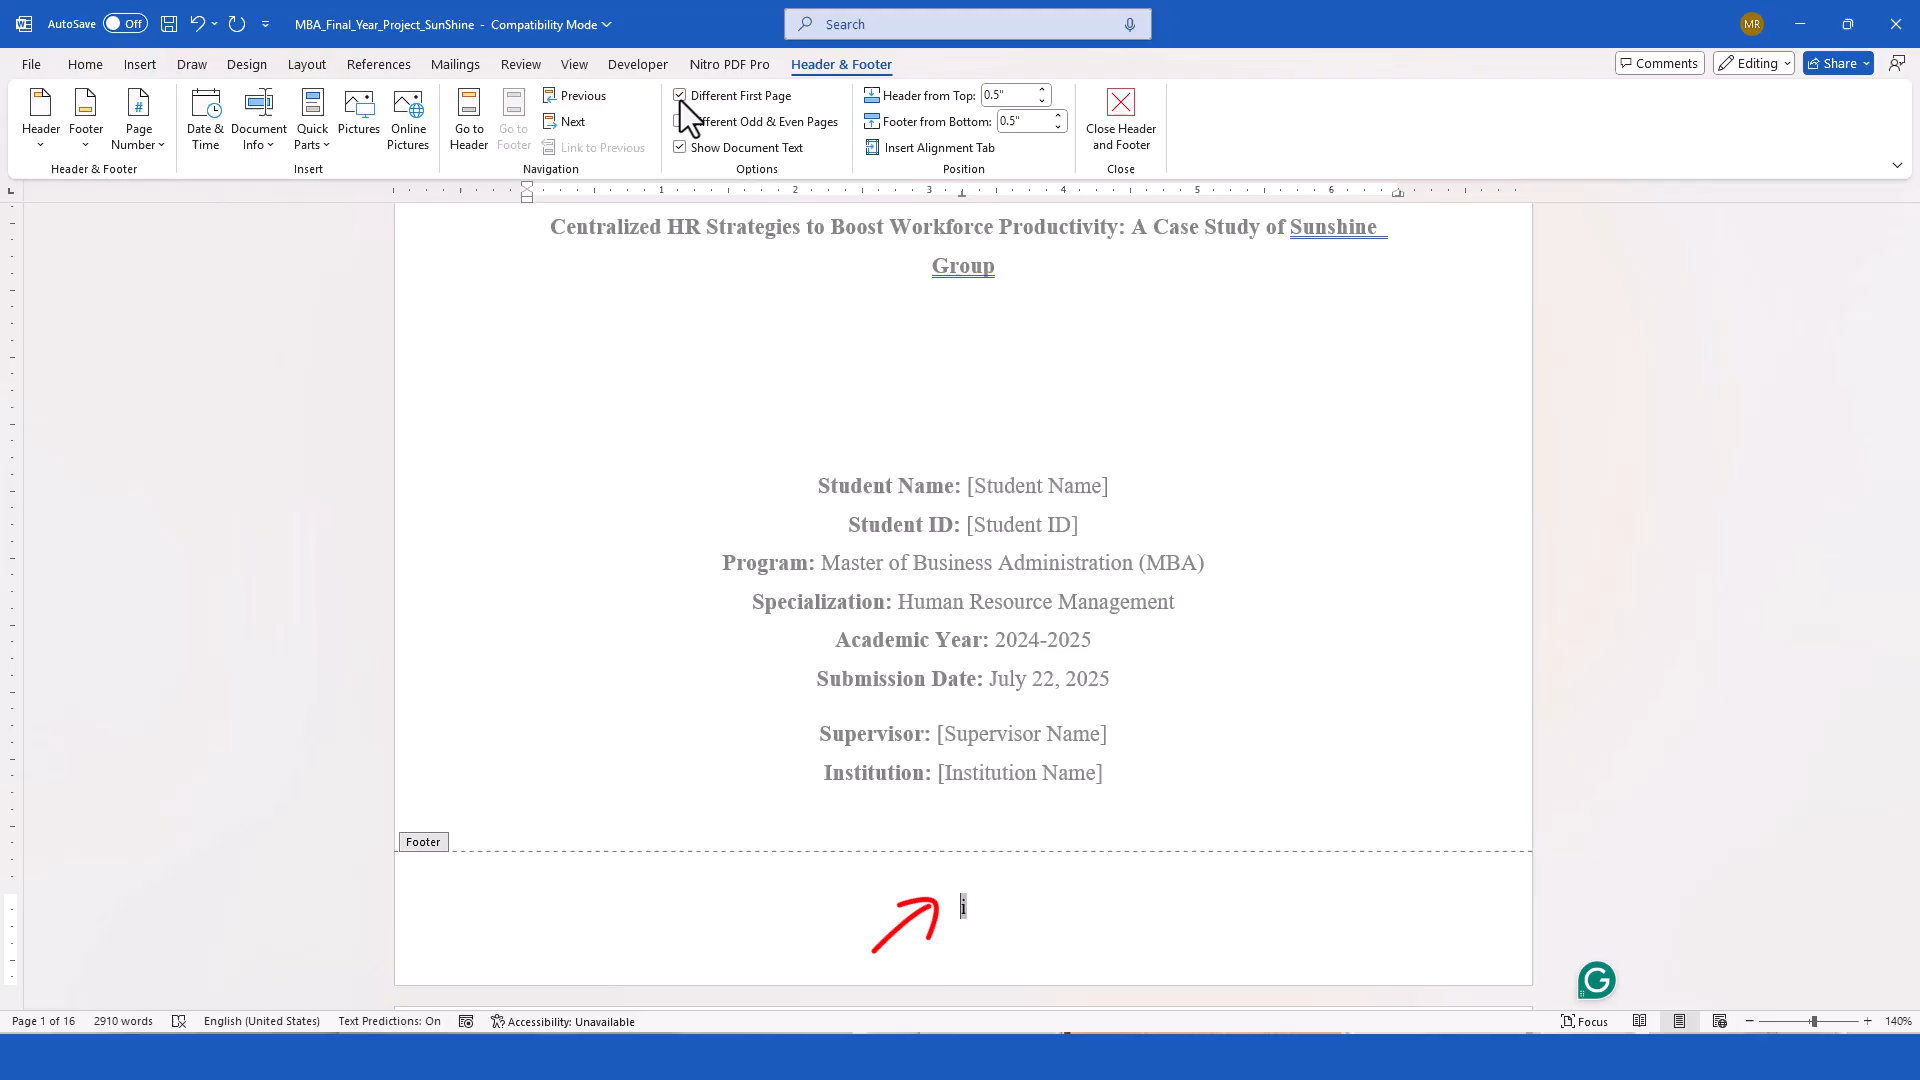 AutoSave Off MBA_Final_Year_Project_SunShine - Compatibility Mode Search MR
File Home Insert Draw Design Layout References Mailings Review View Developer Nitro PDF Pro Header & Footer Comments Editing Share
Header Footer Page Number Date & Time Document Info Quick Parts Pictures Online Pictures Go to Header Go to Footer
Previous
Next
Link to Previous
Different First Page
Different Odd & Even Pages
Show Document Text
Header from Top: 0.5"
Footer from Bottom: 0.5"
Insert Alignment Tab
Close Header and Footer
Header & Footer Insert Navigation Options Position Close
1 2 3 4 5 6
Centralized HR Strategies to Boost Workforce Productivity: A Case Study of Sunshine
Group
Student Name: [Student Name]
Student ID: [Student ID]
Program: Master of Business Administration (MBA)
Specialization: Human Resource Management
Academic Year: 2024-2025
Submission Date: July 22, 2025
Supervisor: [Supervisor Name]
Institution: [Institution Name]
Footer
i
G
Page 1 of 16 2910 words English (United States) Text Predictions: On Accessibility: Unavailable Focus 140%